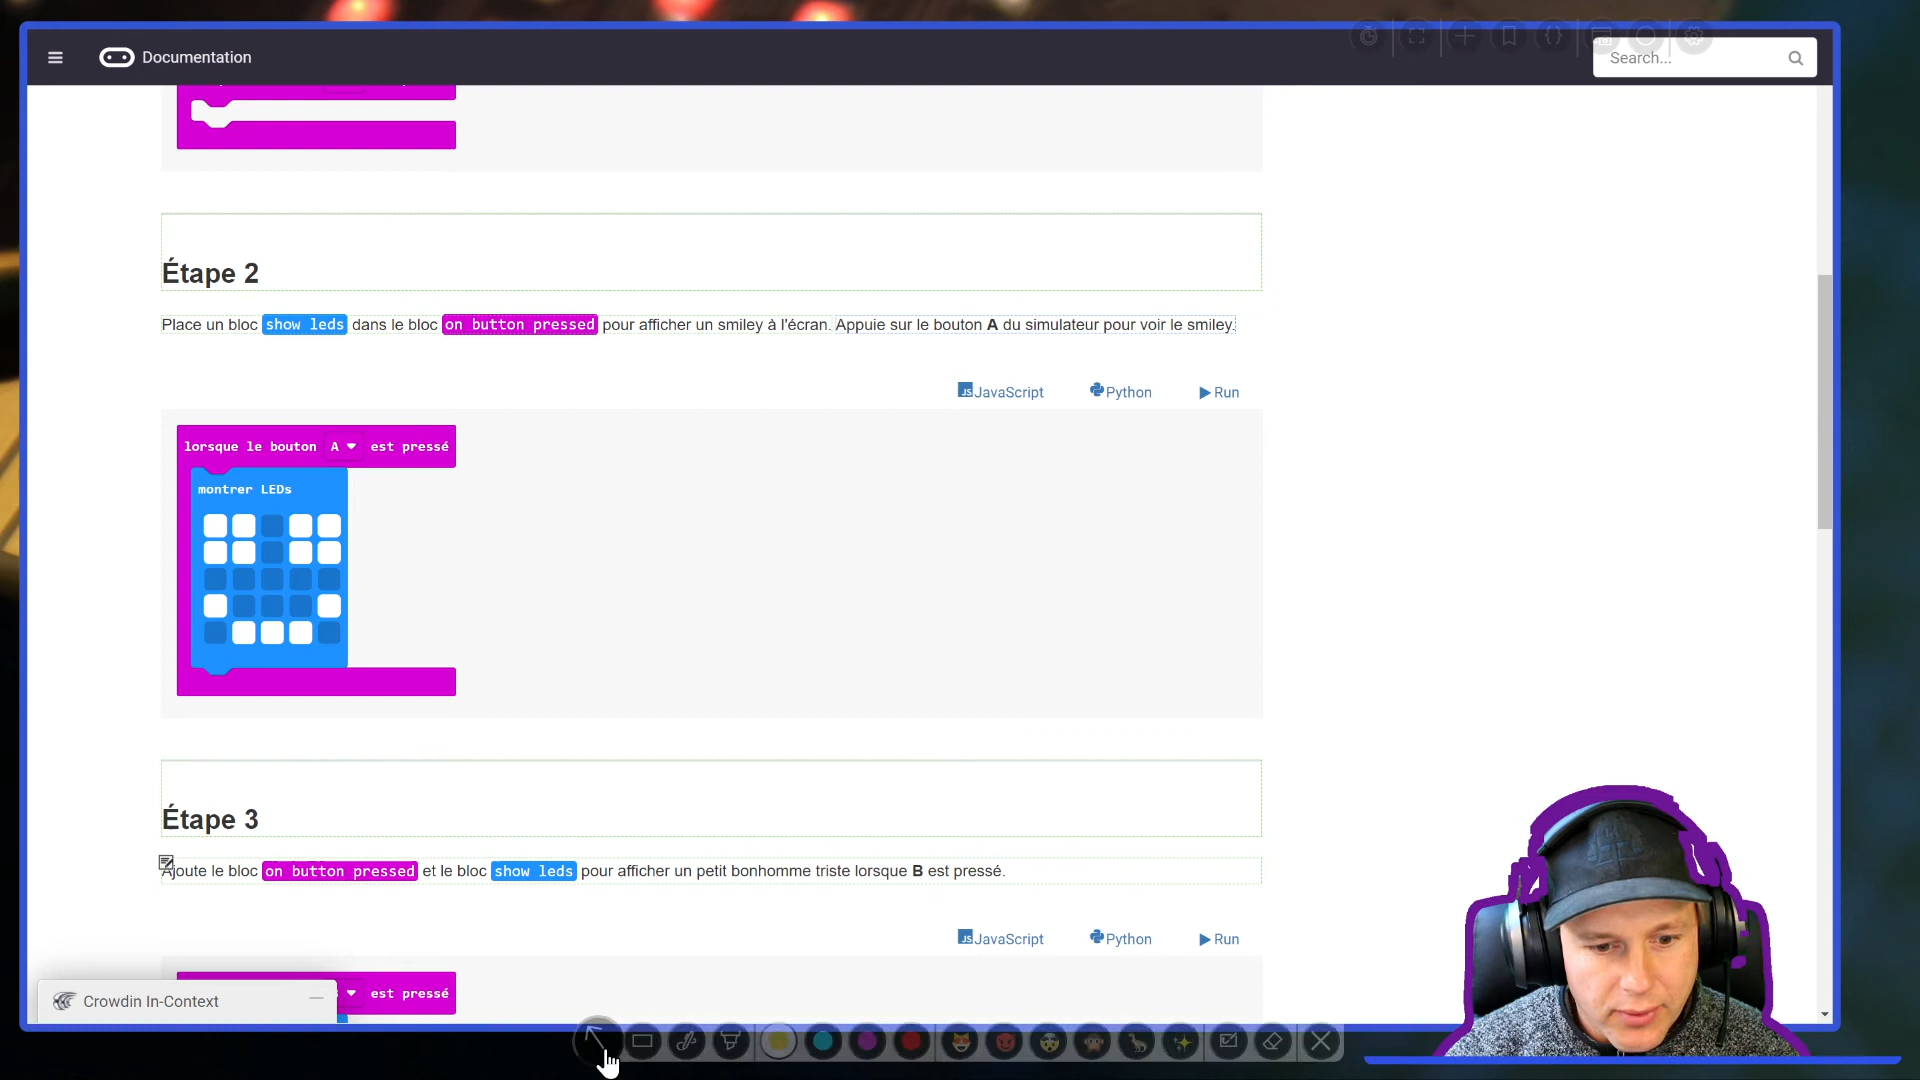 Documentation
Search...
Étape 2
Place un bloc show leds dans le bloc on button pressed pour afficher un smiley à l'écran. Appuie sur le bouton A du simulateur pour voir le smiley.
JS JavaScript Python Run
lorsque le bouton A est pressé
montrer LEDs
Étape 3
Ajoute le bloc on button pressed et le bloc show leds pour afficher un petit bonhomme triste lorsque B est pressé.
JS JavaScript Python Run
est pressé
Crowdin In-Context